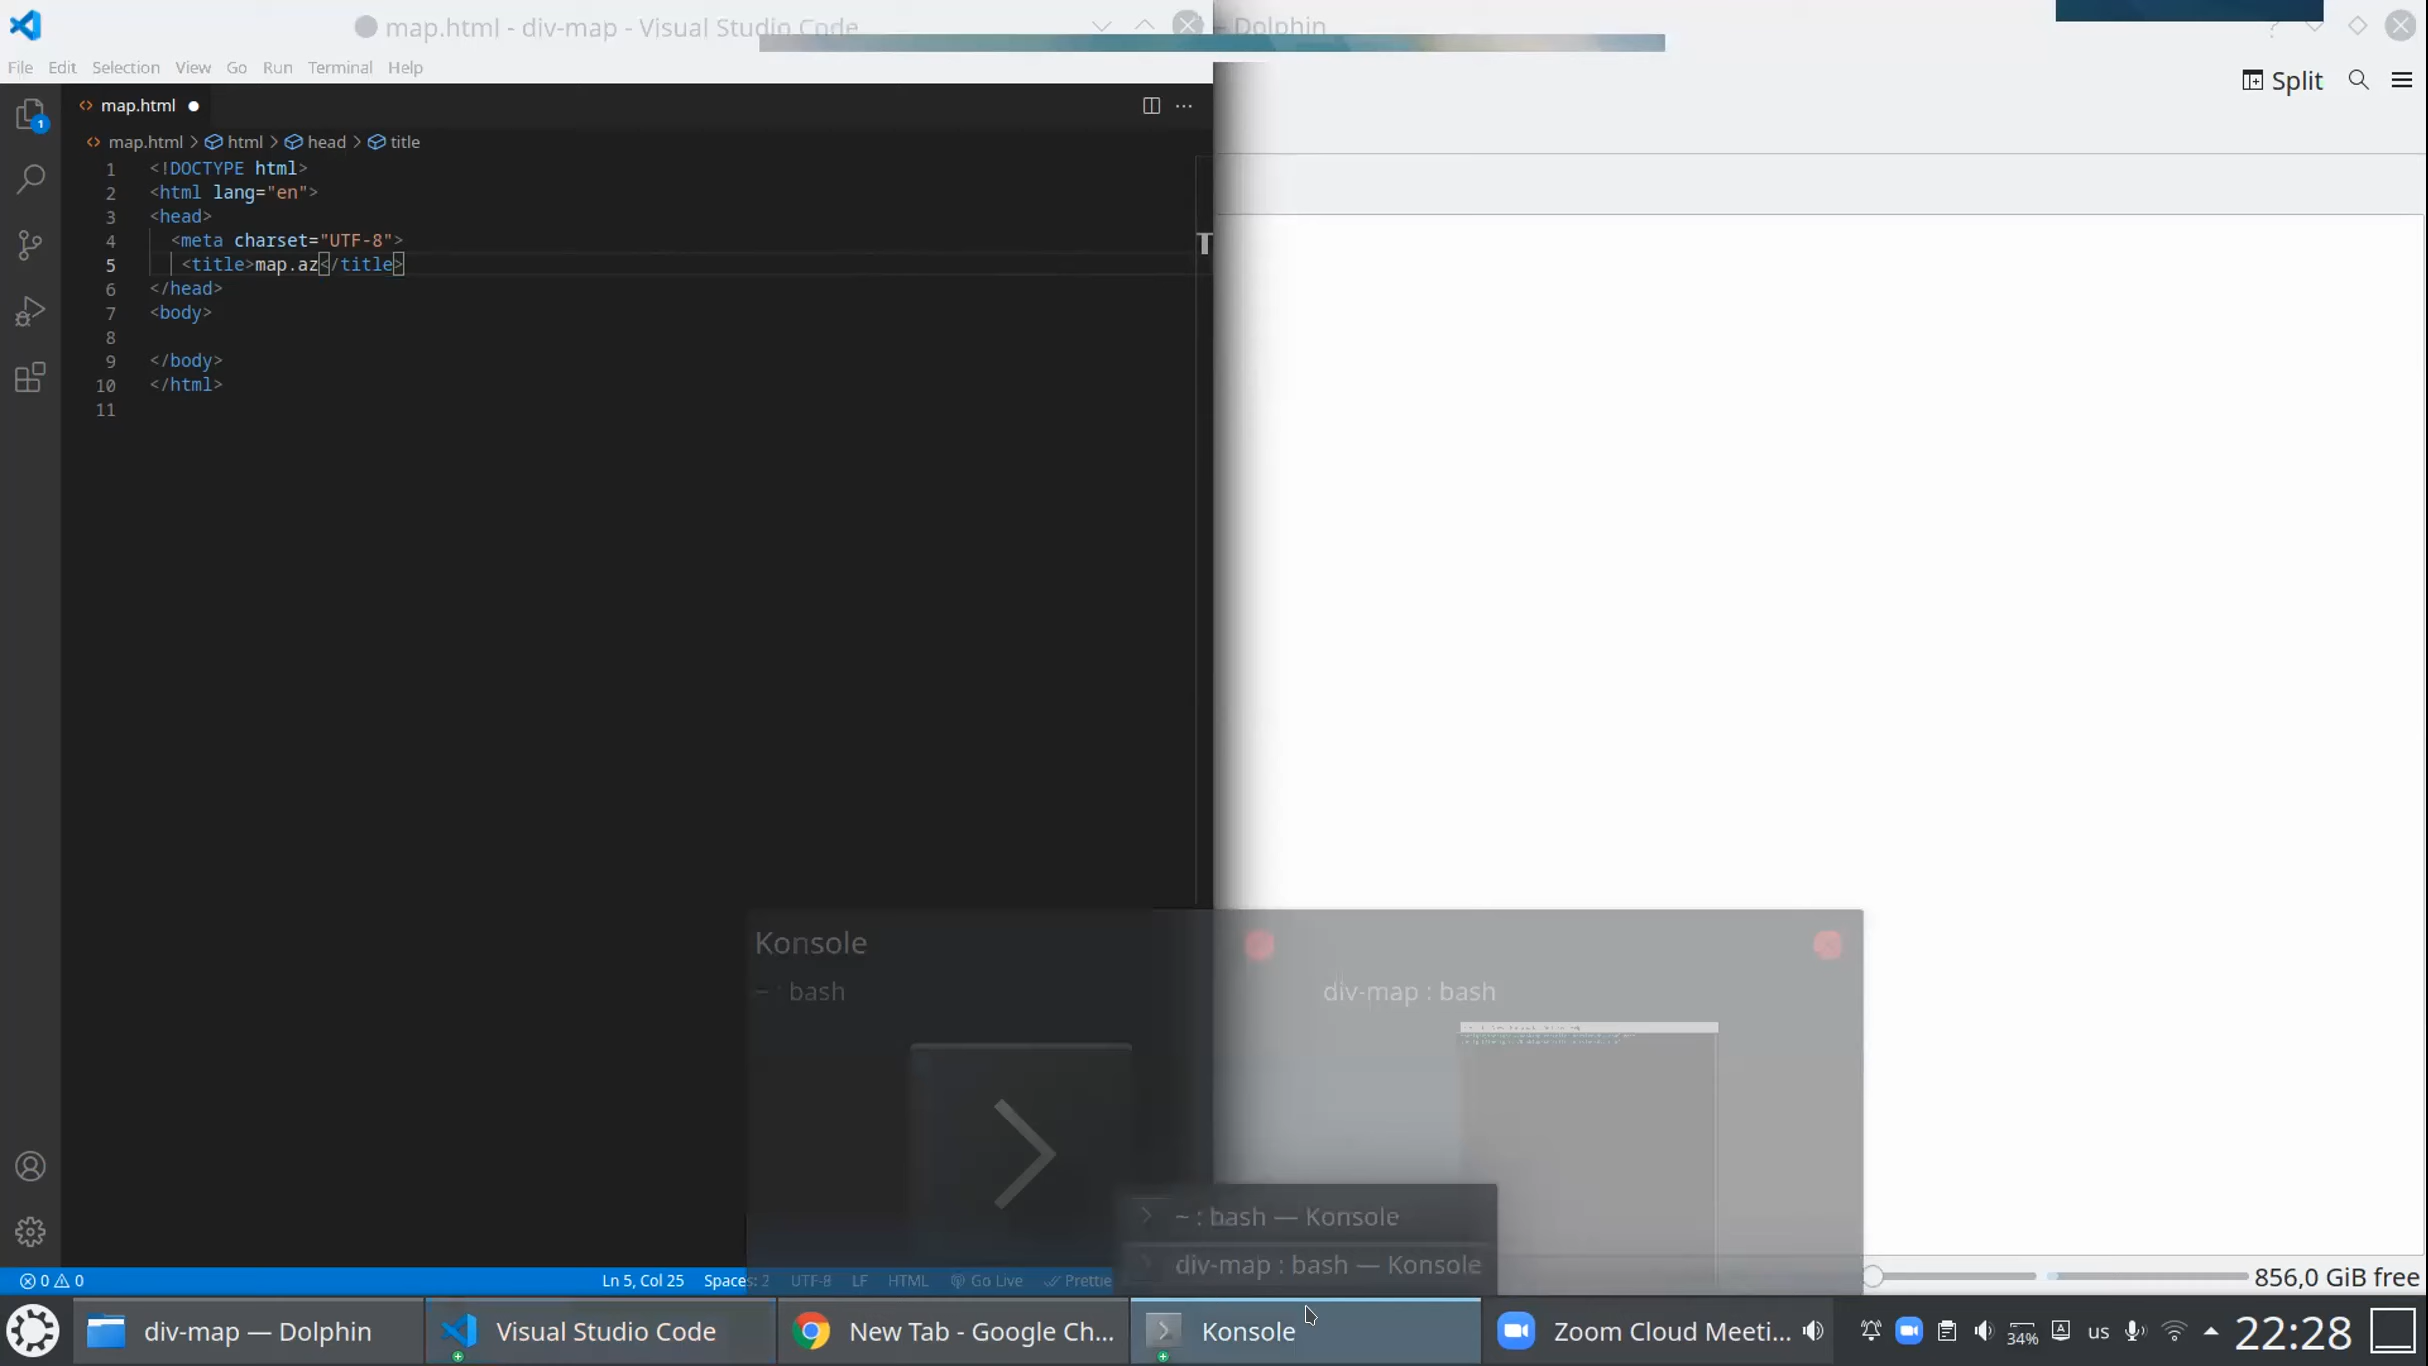 map.html - div-map - Visual Studio Code
Dolphin
File Edit Selection View Go Run Terminal Help
Split
map.html
1
map.html > html > head > title
1 <!DOCTYPE html>
2 <html lang="en">
3 <head>
4 <meta charset="UTF-8">
5 <title>map.az</title>
6 </head>
7 <body>
8
9 </body>
10 </html>
11
Konsole
~ : bash
div-map : bash
~ : bash — Konsole
div-map : bash — Konsole
0 0 Ln 5, Col 25 Spaces: 2 UTF-8 LF HTML Go Live Prettie
856,0 GiB free
div-map — Dolphin
Visual Studio Code
New Tab - Google Ch...
Konsole
Zoom Cloud Meeti...
34%
us
22:28